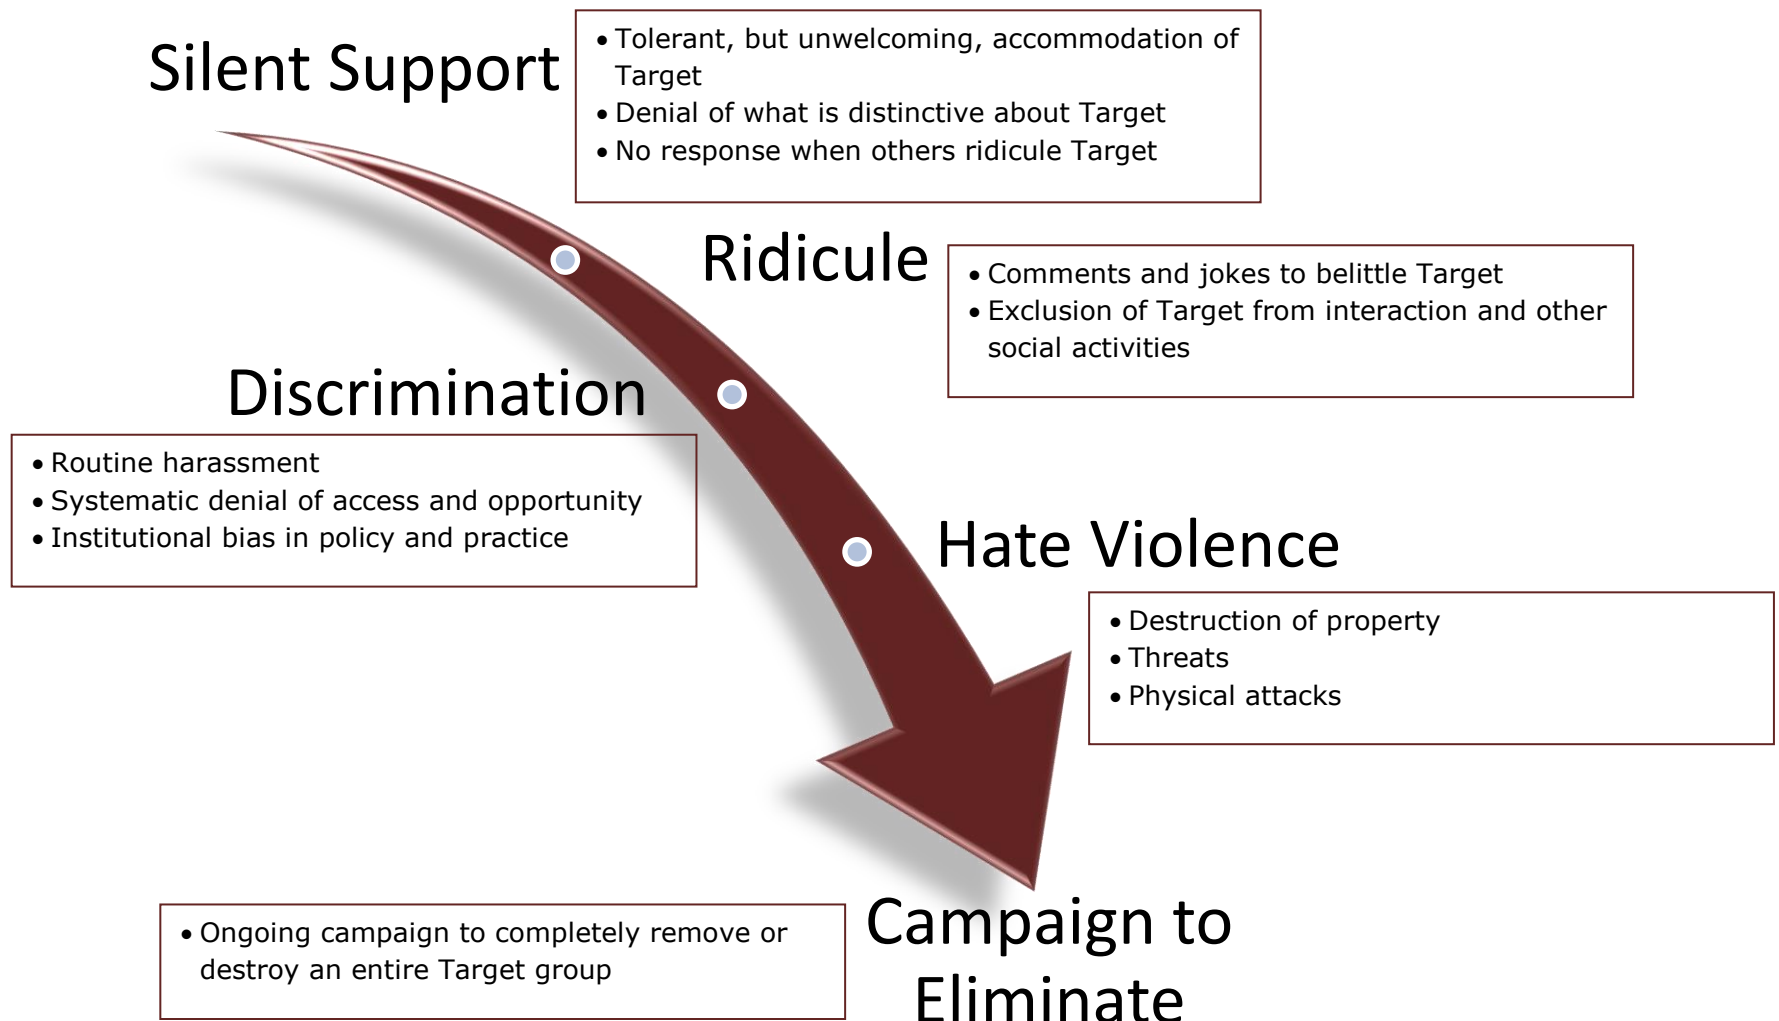 Silent Support
• Tolerant, but unwelcoming, accommodation of
Target
• Denial of what is distinctive about Target
• No response when others ridicule Target
Ridicule
• Comments and jokes to belittle Target
• Exclusion of Target from interaction and other
social activities
Discrimination
• Routine harassment
• Systematic denial of access and opportunity
• Institutional bias in policy and practice
Hate Violence
• Destruction of property
• Threats
• Physical attacks
Campaign to
Eliminate
• Ongoing campaign to completely remove or
destroy an entire Target group